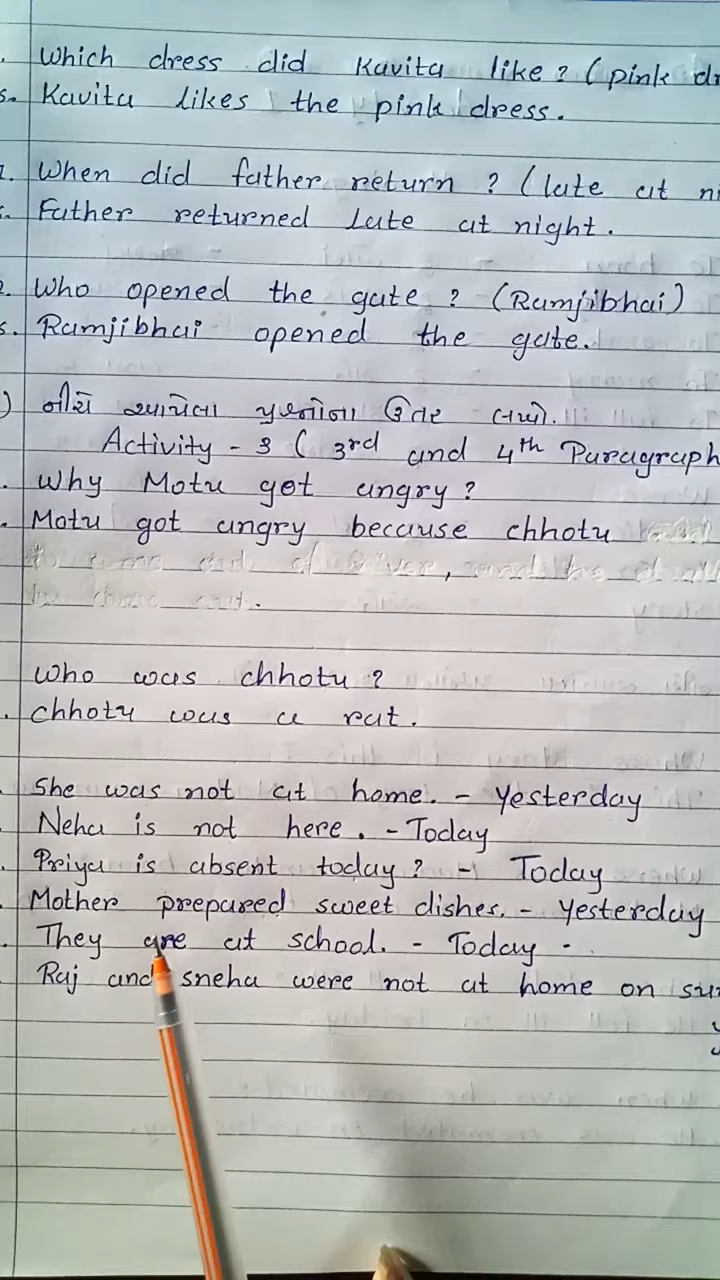 Which dress did Kavita like? (pink
s. Kavita likes the pink dress.
1. When did father return ? (late at
s. Father returned late at night.
2. Who opened the gate ? (Ramjibhai)
s. Ramjibhai opened the gate.
) નીચે આપેલા પ્રશ્નોના ઉત્તર લખો.
Activity - 3 ( 3rd and 4th Paragraph
Why Motu got angry?
Motu got angry because chhotu
Who was chhotu ?
Chhotu was a rat.
She was not at home. - Yesterday
Neha is not here. - Today
Priya is absent today? - Today
Mother prepared sweet dishes. - Yesterday
They are at school. - Today -
Raj and sneha were not at home on